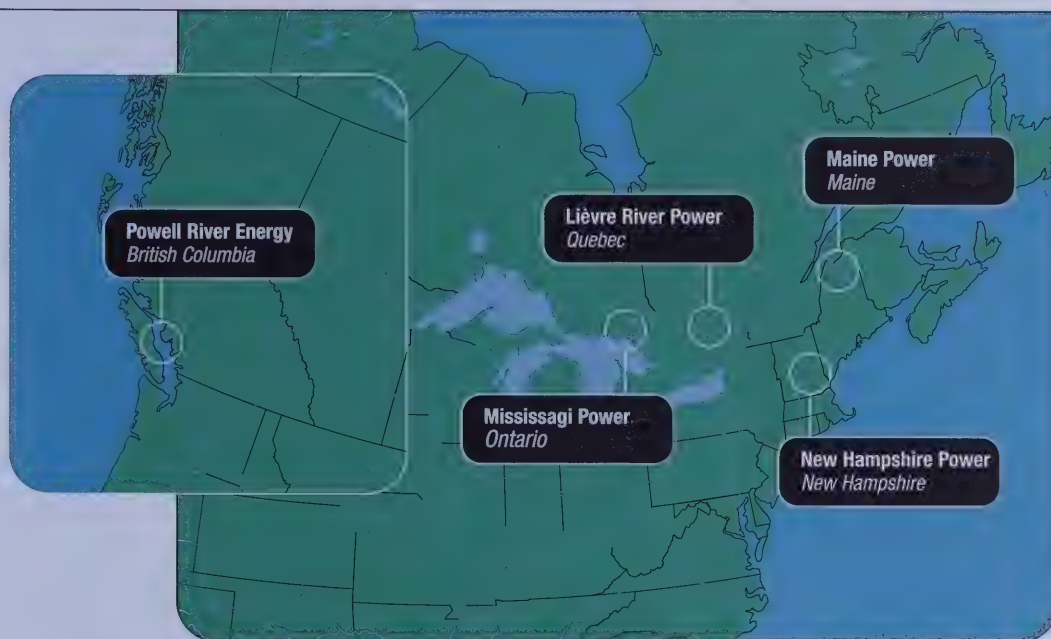 Maine Power
Maine
Lièvre River Power
Quebec
Powell River Energy
British Columbia
Mississagi Power
Ontario
New Hampshire Power
New Hampshire